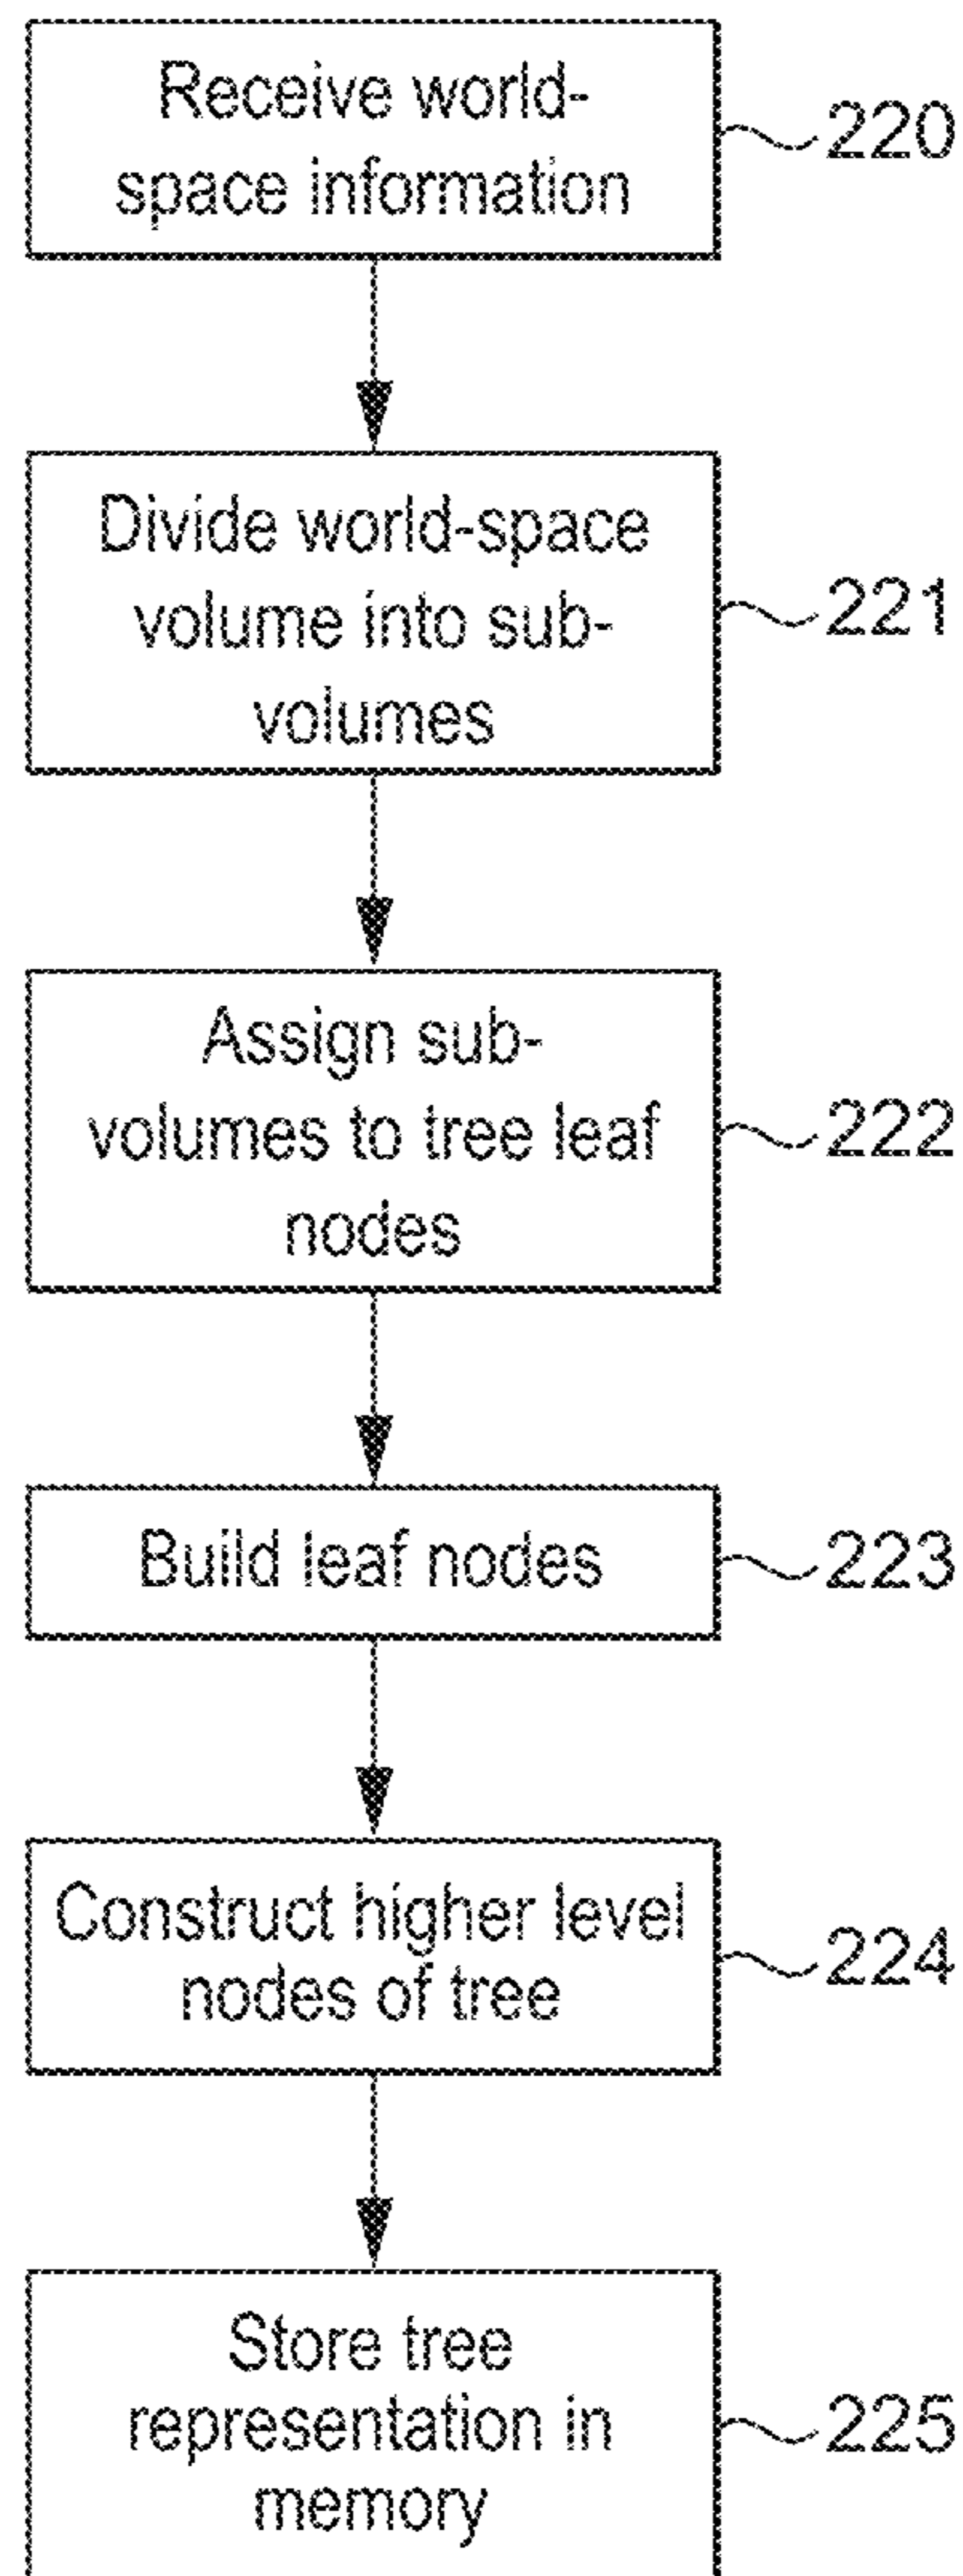 Receive world-
space information
220
Divide world-space
volume into sub-
volumes
221
Assign sub-
volumes to tree leaf
nodes
222
Build leaf nodes
223
Construct higher level
nodes of tree
224
Store tree
representation in
memory
225